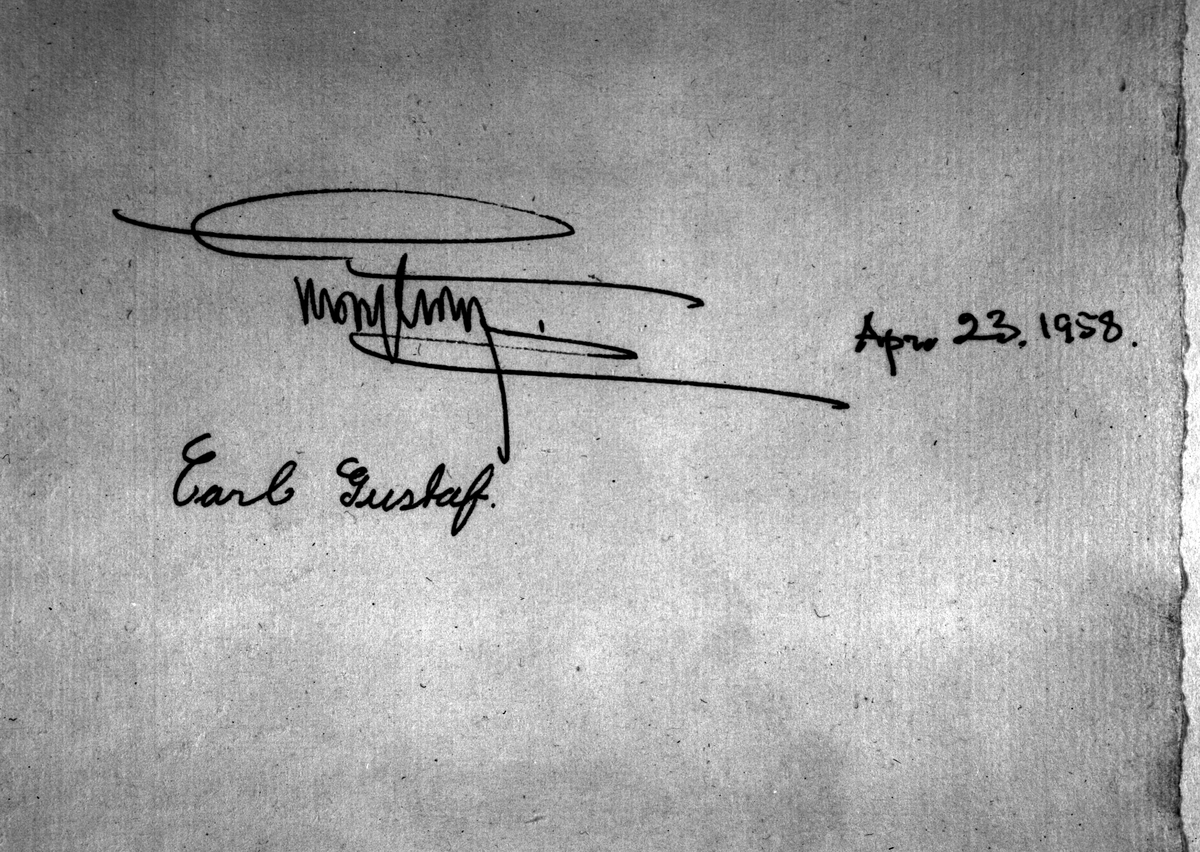 Apr. 23. 1958.
Earl Gustaf.